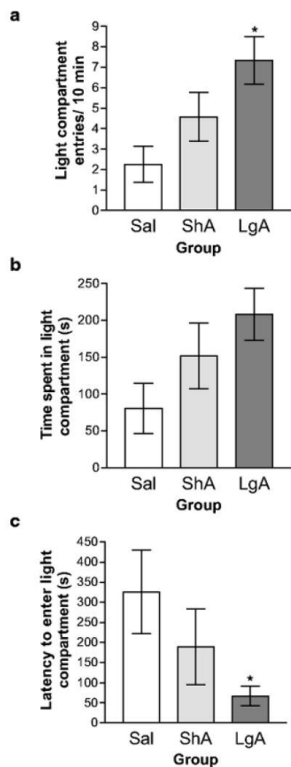 a
Light compartment
entries/ 10 min
9
8
7
6
5
4
3
2
1
0
*
Sal ShA LgA
Group
b
Time spent in light
compartment (s)
250
200
150
100
50
0
Sal ShA LgA
Group
c
Latency to enter light
compartment (s)
450
400
350
300
250
200
150
100
50
0
*
Sal ShA LgA
Group